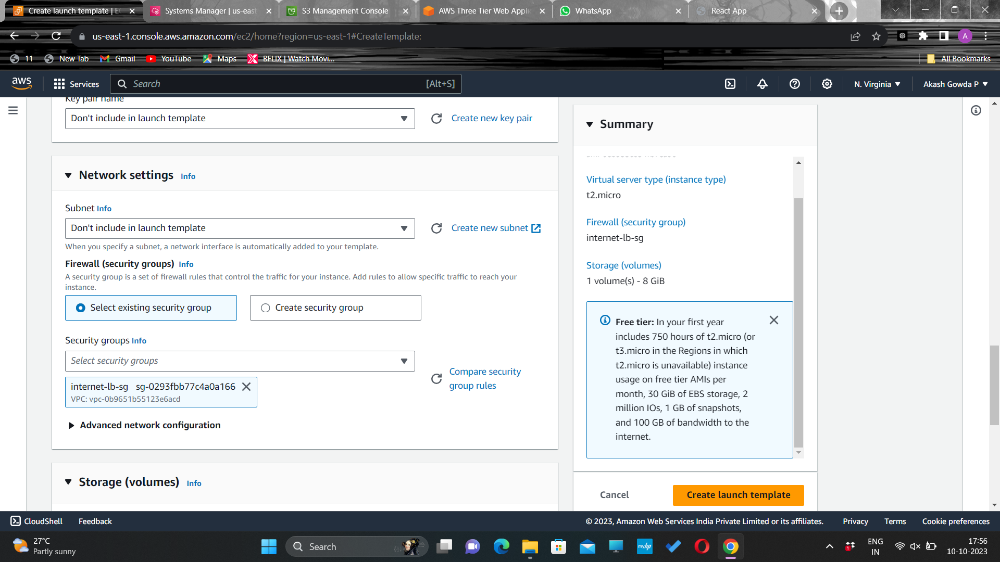 Create launch template | EC
Systems Manager | us-east
S3 Management Console
AWS Three Tier Web Applic
WhatsApp
React App
us-east-1.console.aws.amazon.com/ec2/home?region=us-east-1#CreateTemplate:
A
11
New Tab
Gmail
YouTube
Maps
BFLIX | Watch Movi...
All Bookmarks
aws
Services
Search
[Alt+S]
N. Virginia
Akash Gowda P
Key pair name
Don't include in launch template
Create new key pair
Network settings Info
Subnet Info
Don't include in launch template
Create new subnet
When you specify a subnet, a network interface is automatically added to your template.
Firewall (security groups) Info
A security group is a set of firewall rules that control the traffic for your instance. Add rules to allow specific traffic to reach your
instance.
Select existing security group
Create security group
Security groups Info
Select security groups
Compare security
group rules
internet-lb-sg sg-0293fbb77c4a0a166
VPC: vpc-0b9651b55123e6acd
Advanced network configuration
Storage (volumes) Info
Summary
Virtual server type (instance type)
t2.micro
Firewall (security group)
internet-lb-sg
Storage (volumes)
1 volume(s) - 8 GiB
Free tier: In your first year
includes 750 hours of t2.micro (or
t3.micro in the Regions in which
t2.micro is unavailable) instance
usage on free tier AMIs per
month, 30 GiB of EBS storage, 2
million IOs, 1 GB of snapshots,
and 100 GB of bandwidth to the
internet.
Cancel
Create launch template
CloudShell
Feedback
© 2023, Amazon Web Services India Private Limited or its affiliates.
Privacy
Terms
Cookie preferences
27°C
Partly sunny
Search
myhp
1
ENG
IN
17:56
10-10-2023